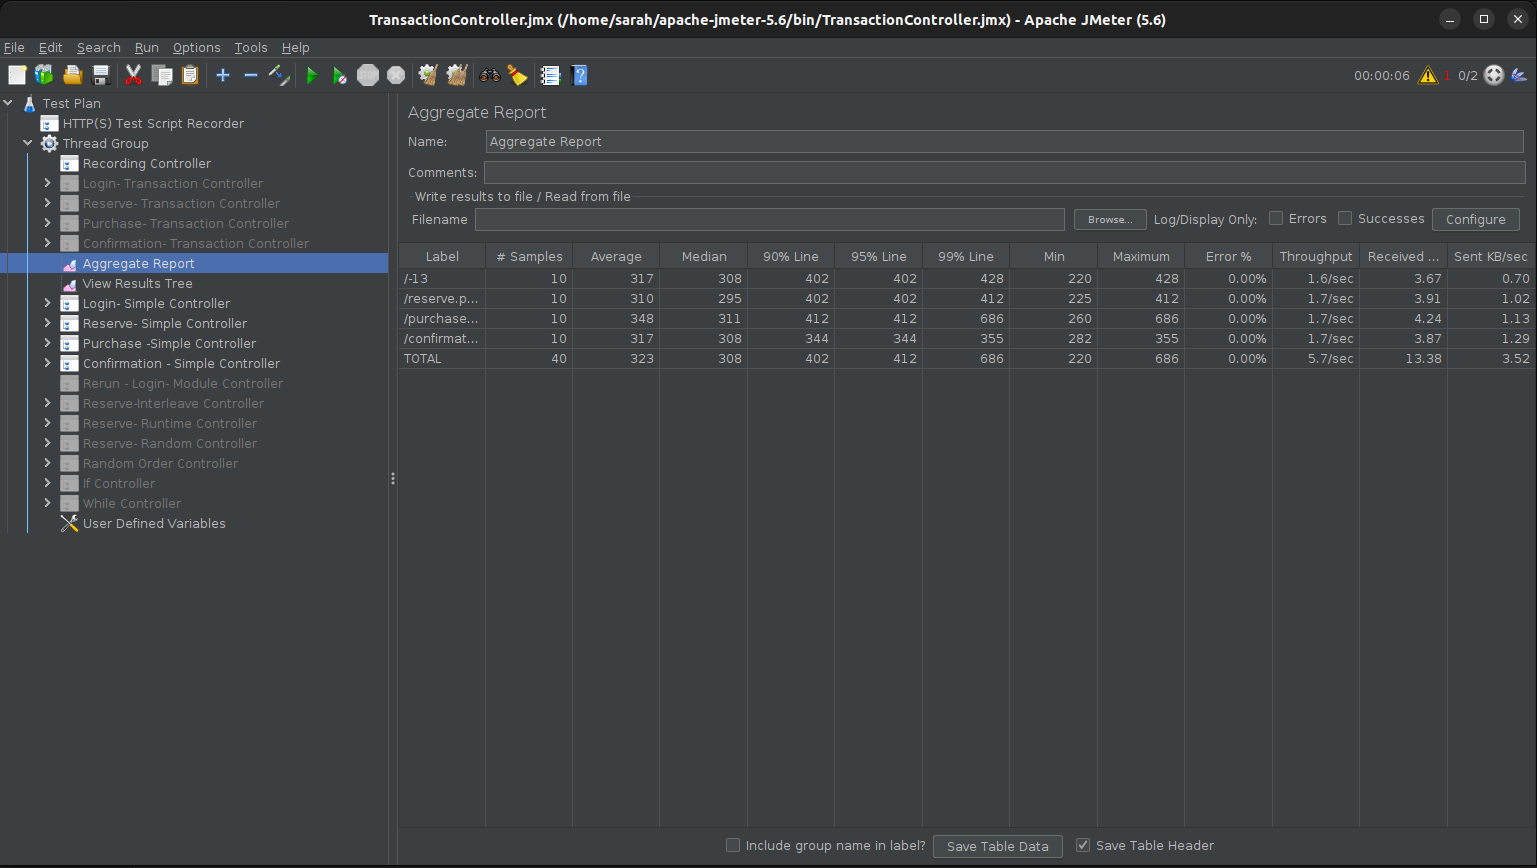 TransactionController.jmx (/home/sarah/apache-jmeter-5.6/bin/TransactionController.jmx) - Apache JMeter (5.6)
File Edit Search Run Options Tools Help
STOP
00:00:06 1 0/2
Test Plan
HTTP(S) Test Script Recorder
Thread Group
Recording Controller
Login- Transaction Controller
Reserve- Transaction Controller
Purchase- Transaction Controller
Confirmation- Transaction Controller
Aggregate Report
View Results Tree
Login- Simple Controller
Reserve- Simple Controller
Purchase -Simple Controller
Confirmation - Simple Controller
Rerun - Login- Module Controller
Reserve-Interleave Controller
Reserve- Runtime Controller
Reserve- Random Controller
Random Order Controller
If Controller
While Controller
User Defined Variables
Aggregate Report
Name: Aggregate Report
Comments:
Write results to file / Read from file
Filename Browse... Log/Display Only: Errors Successes Configure
Label # Samples Average Median 90% Line 95% Line 99% Line Min Maximum Error % Throughput Received ... Sent KB/sec
/-13 10 317 308 402 402 428 220 428 0.00% 1.6/sec 3.67 0.70
/reserve.p... 10 310 295 402 402 412 225 412 0.00% 1.7/sec 3.91 1.02
/purchase... 10 348 311 412 412 686 260 686 0.00% 1.7/sec 4.24 1.13
/confirmat... 10 317 308 344 344 355 282 355 0.00% 1.7/sec 3.87 1.29
TOTAL 40 323 308 402 412 686 220 686 0.00% 5.7/sec 13.38 3.52
Include group name in label? Save Table Data Save Table Header